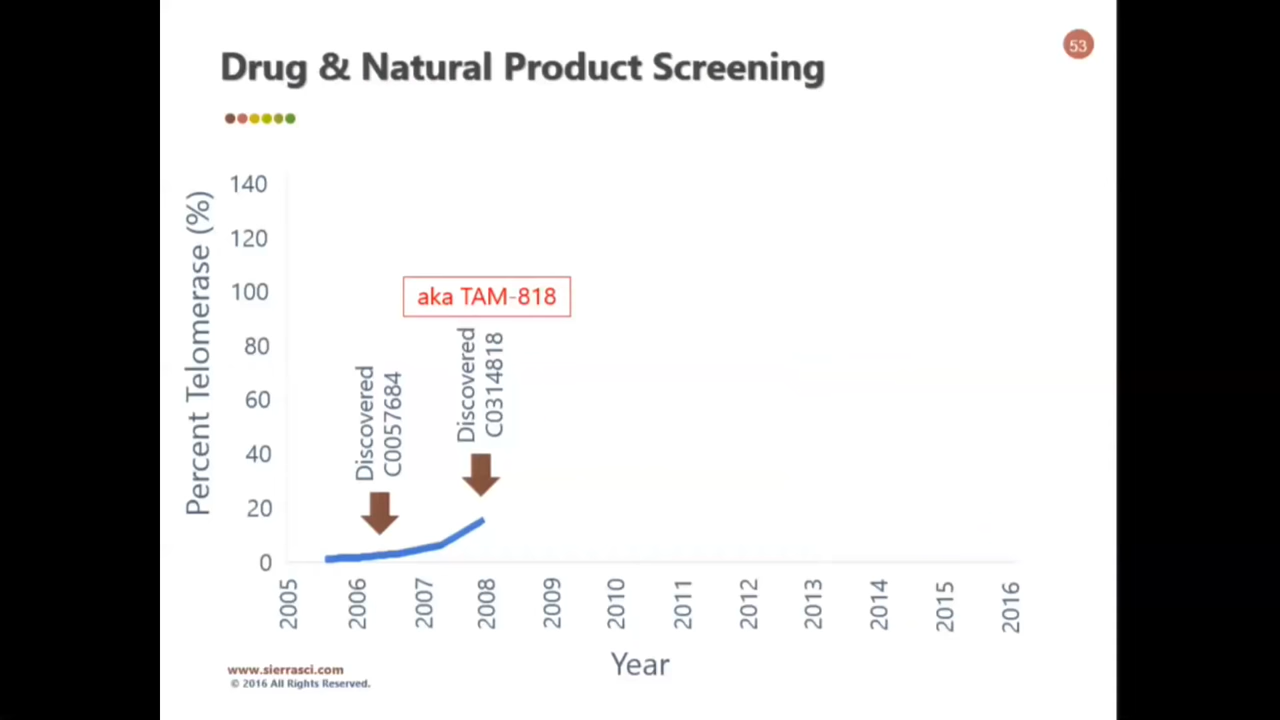 53
Drug & Natural Product Screening
Percent Telomerase (%)
140
120
100
80
60
40
20
0
aka TAM-818
Discovered
C0057684
Discovered
C0314818
2005
2006
2007
2008
2009
2010
2011
2012
2013
2014
2015
2016
Year
www.sierrasci.com
© 2016 All Rights Reserved.